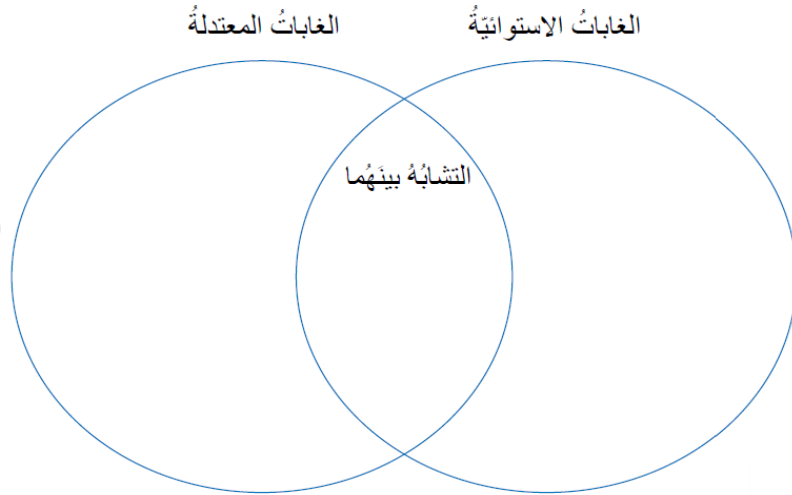 الغاباتُ الاستوائيّةُ
الغاباتُ المعتدلةُ
التشابُهُ بينَهُما